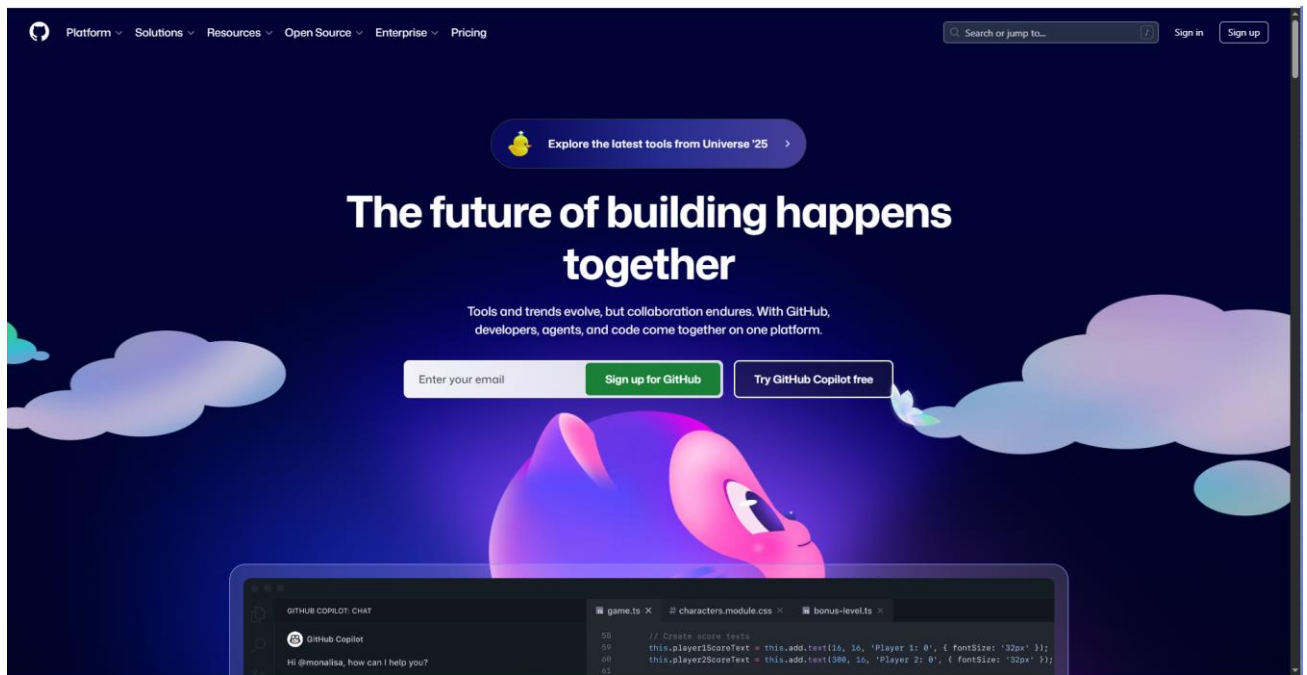 Platform Solutions Resources Open Source Enterprise Pricing
Search or jump to... / Sign in Sign up
Explore the latest tools from Universe '25
The future of building happens
together
Tools and trends evolve, but collaboration endures. With GitHub,
developers, agents, and code come together on one platform.
Enter your email Sign up for GitHub Try GitHub Copilot free
GITHUB COPILOT: CHAT
GitHub Copilot
Hi @monalisa, how can I help you?
game.ts # characters.module.css bonus-level.ts
58 // Create score texts
59 this.player1ScoreText = this.add.text(16, 16, 'Player 1: 0', { fontSize: '32px' });
60 this.player2ScoreText = this.add.text(300, 16, 'Player 2: 0', { fontSize: '32px' });
61